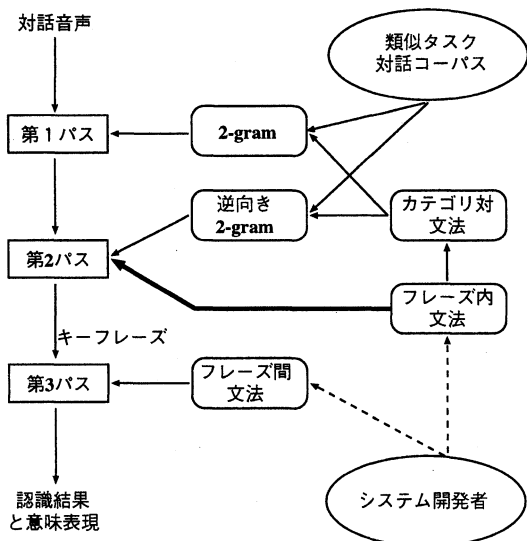 対話音声
類似タスク
対話コーパス
第１パス
2-gram
逆向き
2-gram
カテゴリ対
文法
第2パス
フレーズ内
文法
キーフレーズ
第3パス
フレーズ間
文法
認識結果
と意味表現
システム開発者